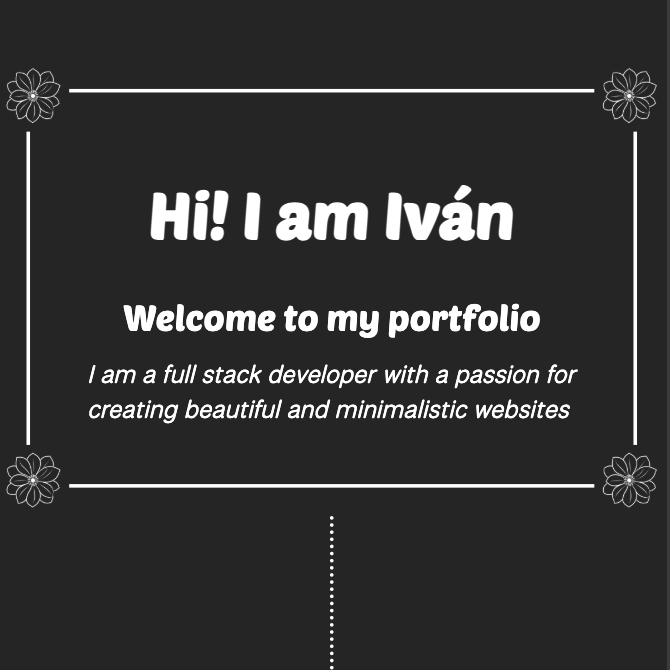 Hi! I am Iván
Welcome to my portfolio
I am a full stack developer with a passion for
creating beautiful and minimalistic websites